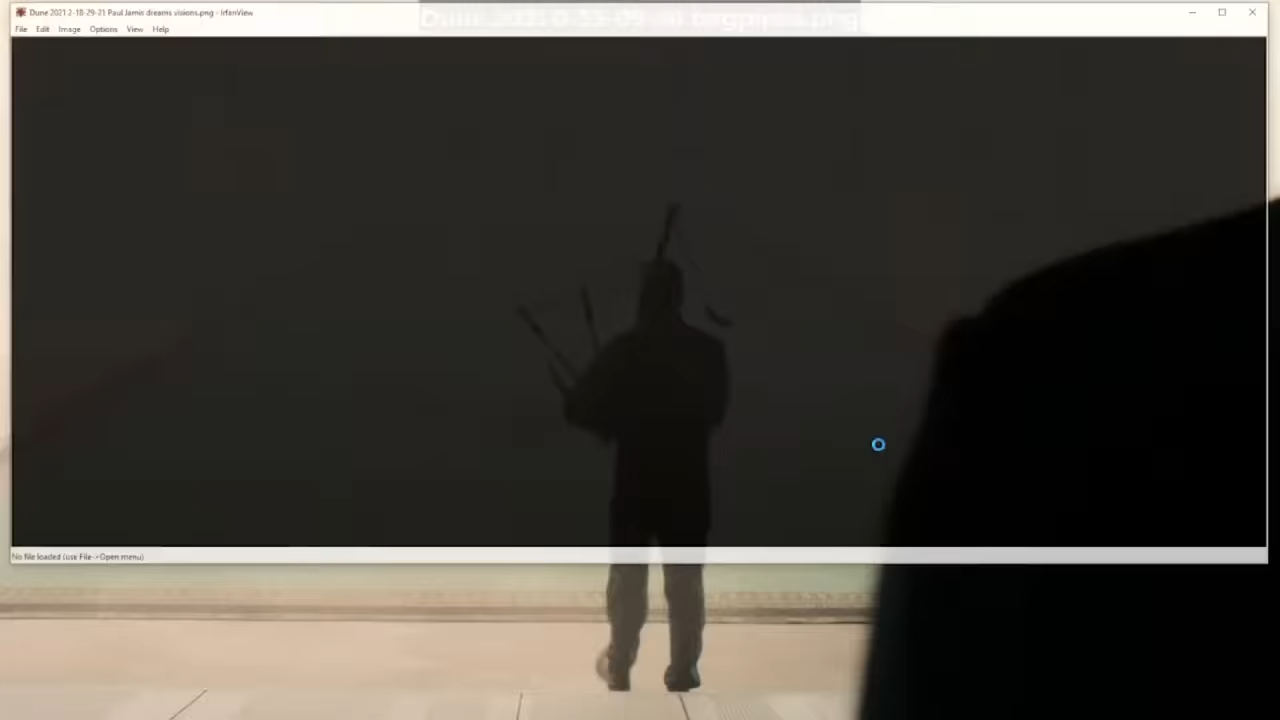 Dune 2021 2-18-29-21 Paul Jamis dreams visions.png - IrfanView
File Edit Image Options View Help
No file loaded (use File->Open menu)